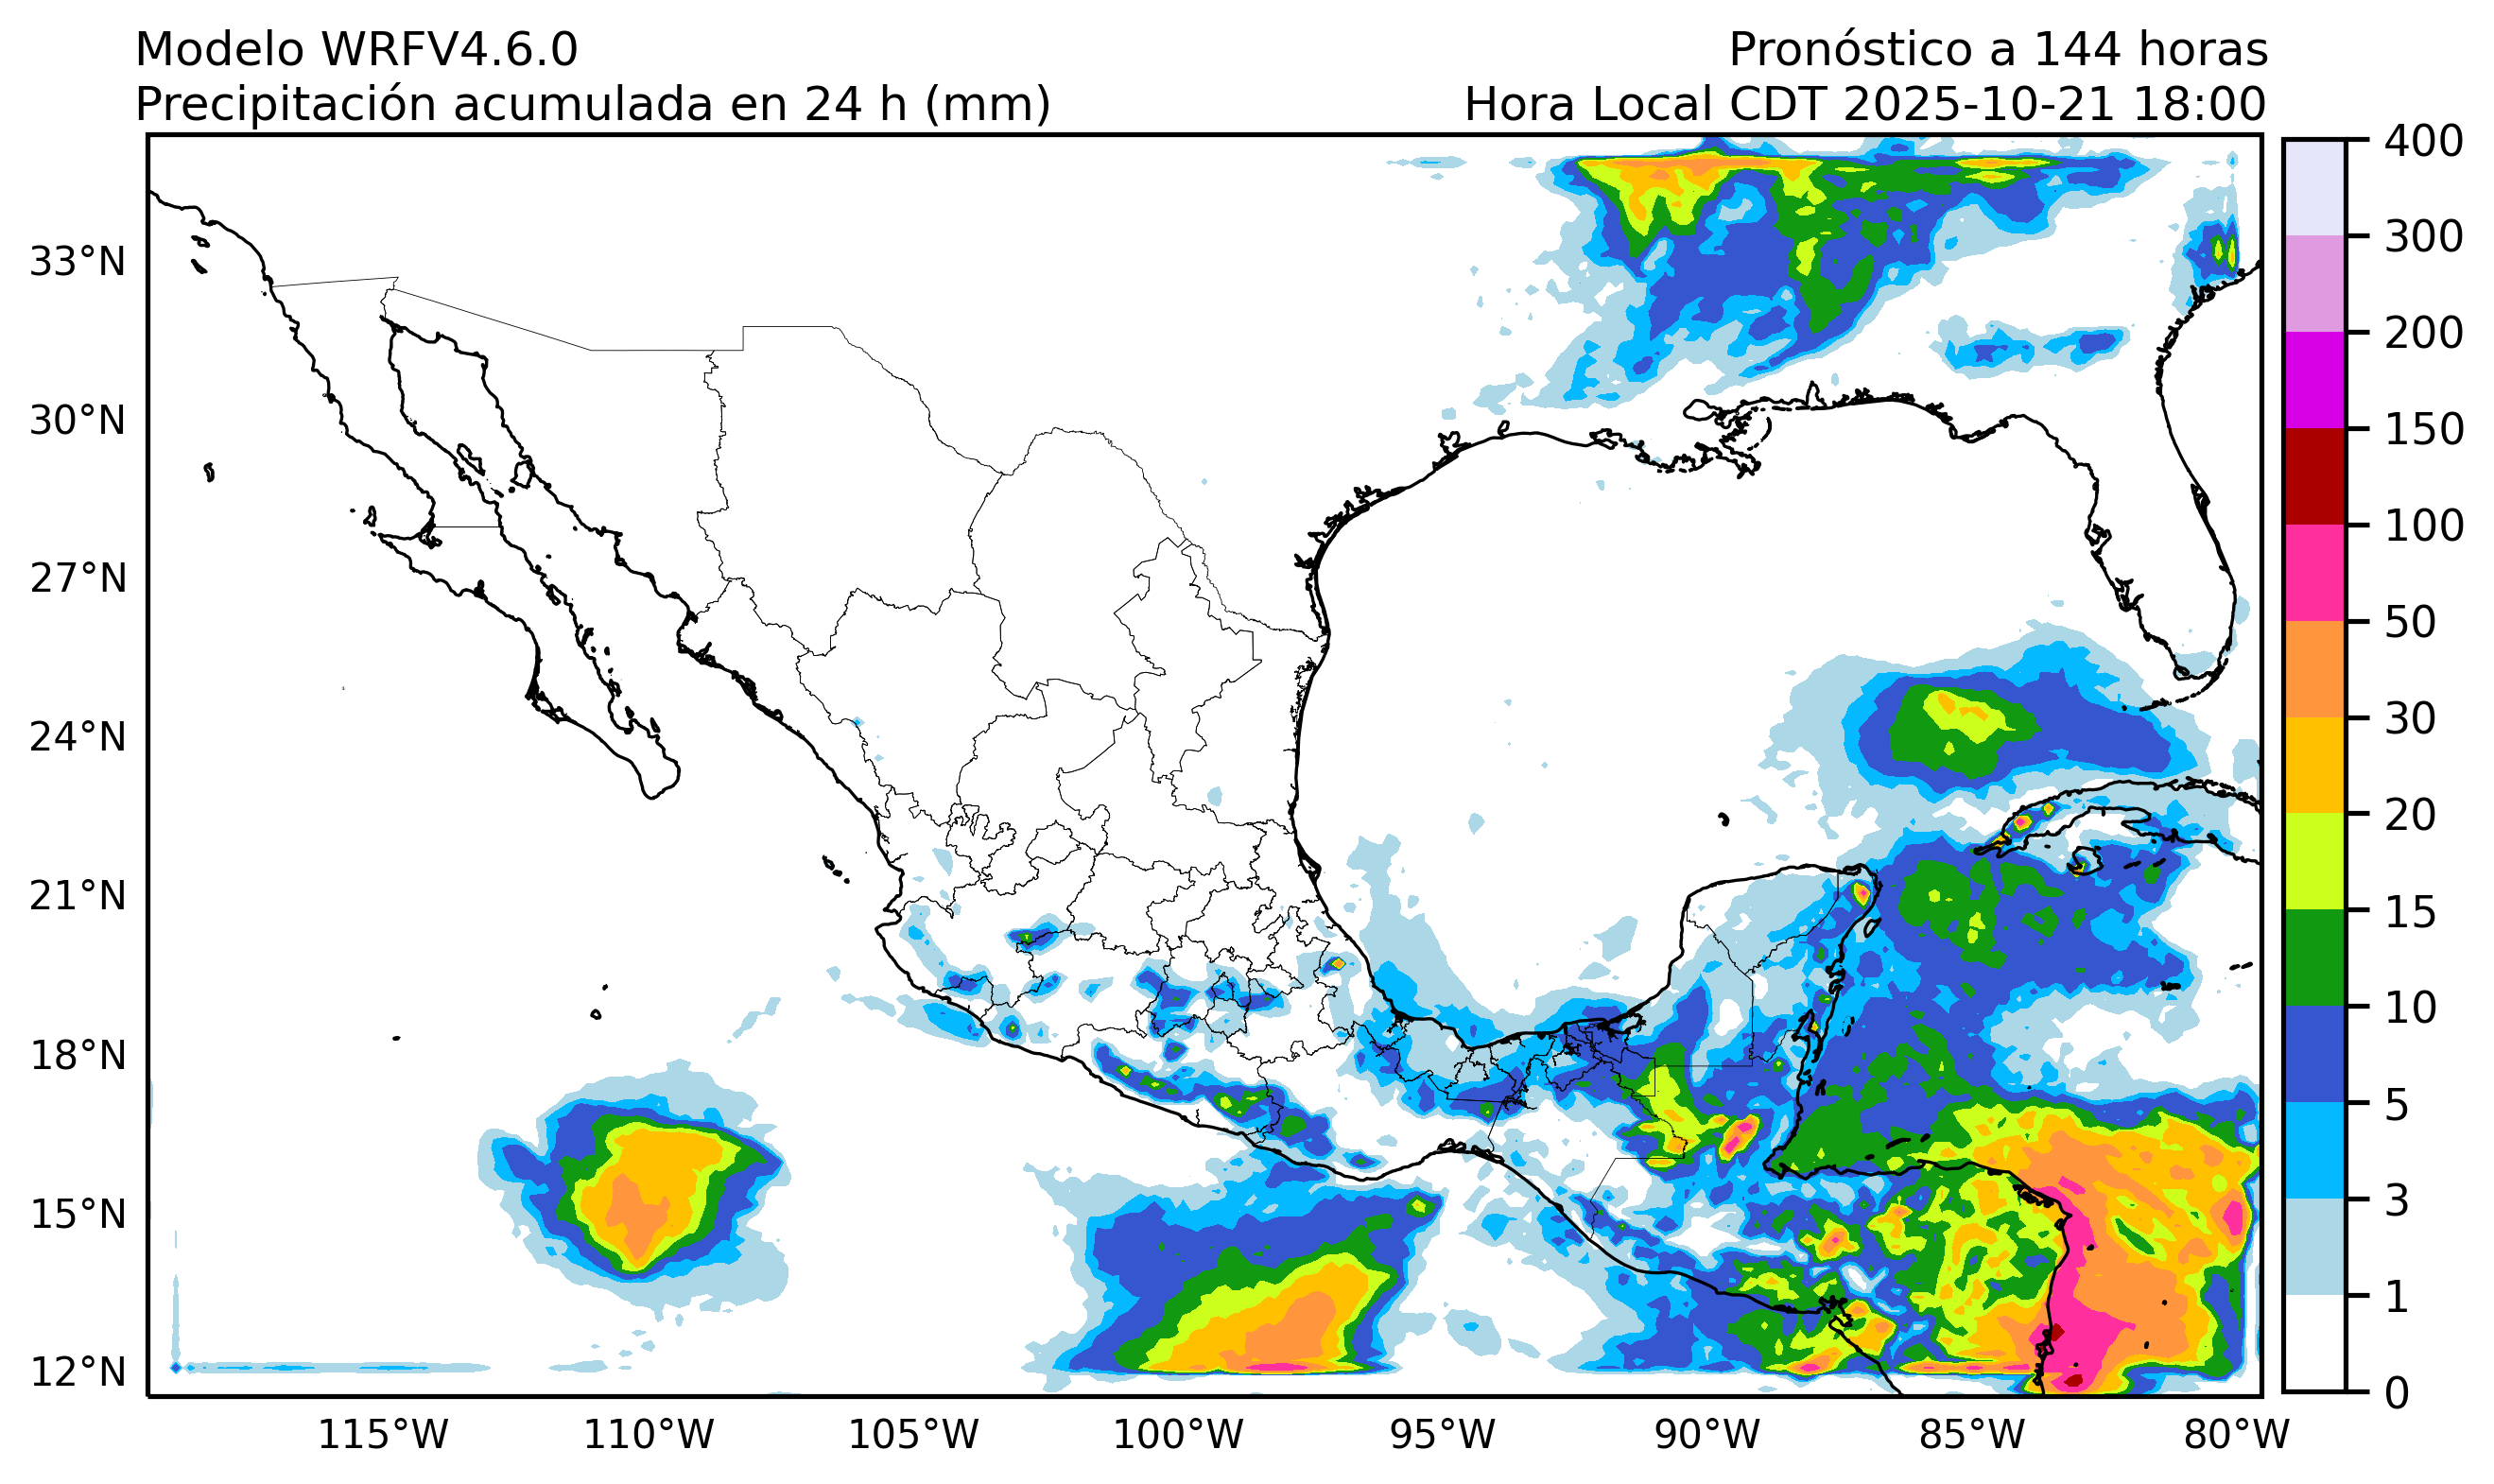 Modelo WRFV4.6.0
Pronóstico a 144 horas
Precipitación acumulada en 24 h (mm)
Hora Local CDT 2025-10-21 18:00
33°N
30°N
27°N
24°N
21°N
18°N
15°N
12°N
115°W
110°W
105°W
100°W
95°W
90°W
85°W
80°W
400
300
200
150
100
50
30
20
15
10
5
3
1
0